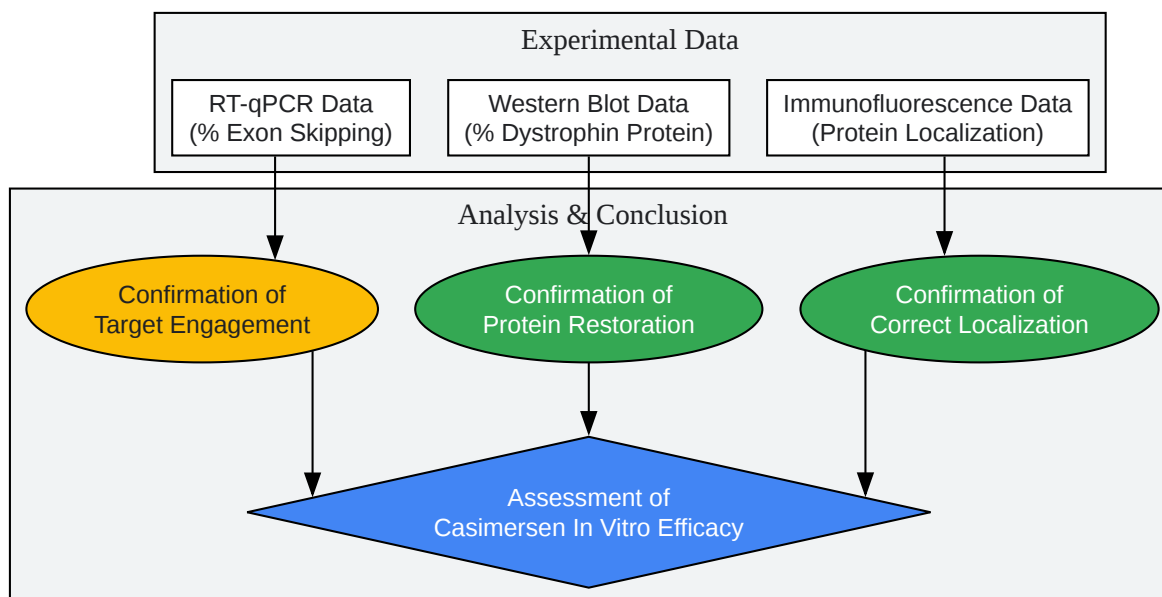 Experimental Data
RT-qPCR Data
(% Exon Skipping)
Western Blot Data
(% Dystrophin Protein)
Immunofluorescence Data
(Protein Localization)
Analysis & Conclusion
Confirmation of
Target Engagement
Confirmation of
Protein Restoration
Confirmation of
Correct Localization
Assessment of
Casimersen In Vitro Efficacy